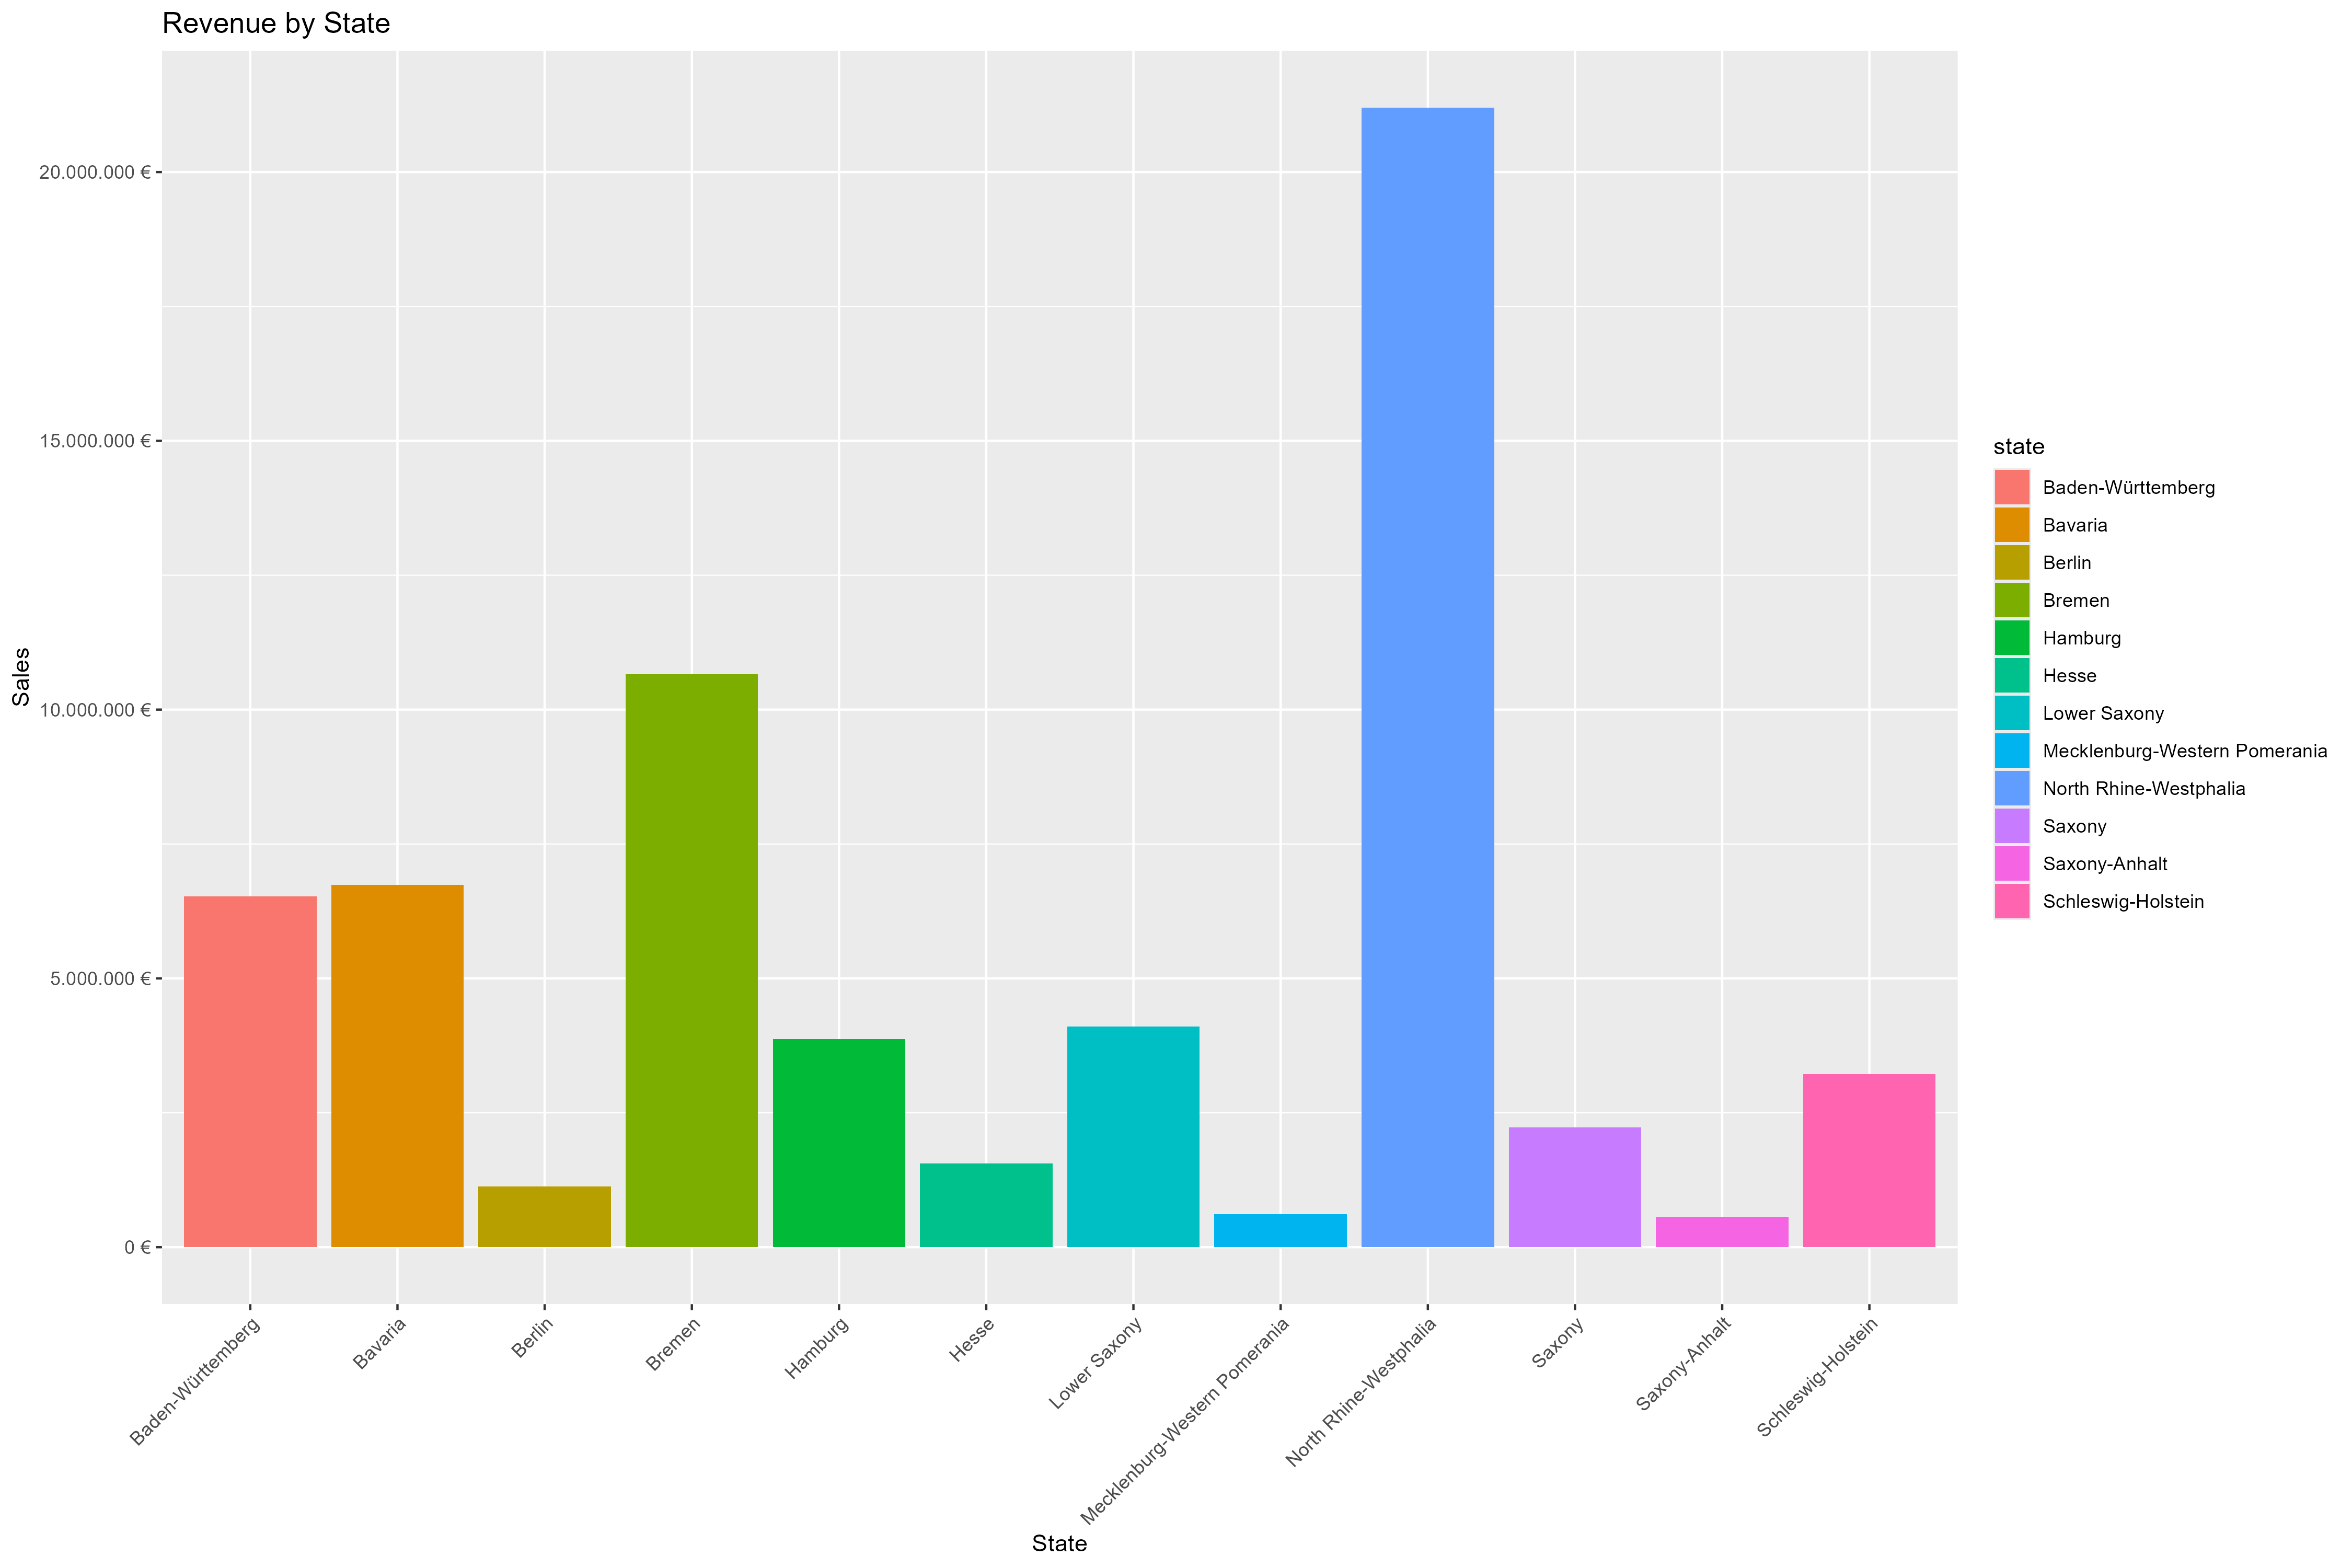 Revenue by State
20.000.000 €
15.000.000 €
10.000.000 €
5.000.000 €
0 €
Sales
Baden-Württemberg
Bavaria
Berlin
Bremen
Hamburg
Hesse
Lower Saxony
Mecklenburg-Western Pomerania
North Rhine-Westphalia
Saxony
Saxony-Anhalt
Schleswig-Holstein
State
state
Baden-Württemberg
Bavaria
Berlin
Bremen
Hamburg
Hesse
Lower Saxony
Mecklenburg-Western Pomerania
North Rhine-Westphalia
Saxony
Saxony-Anhalt
Schleswig-Holstein